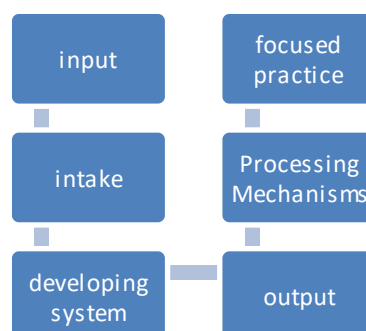 input
intake
developing
system
output
Processing
Mechanisms
focused
practice